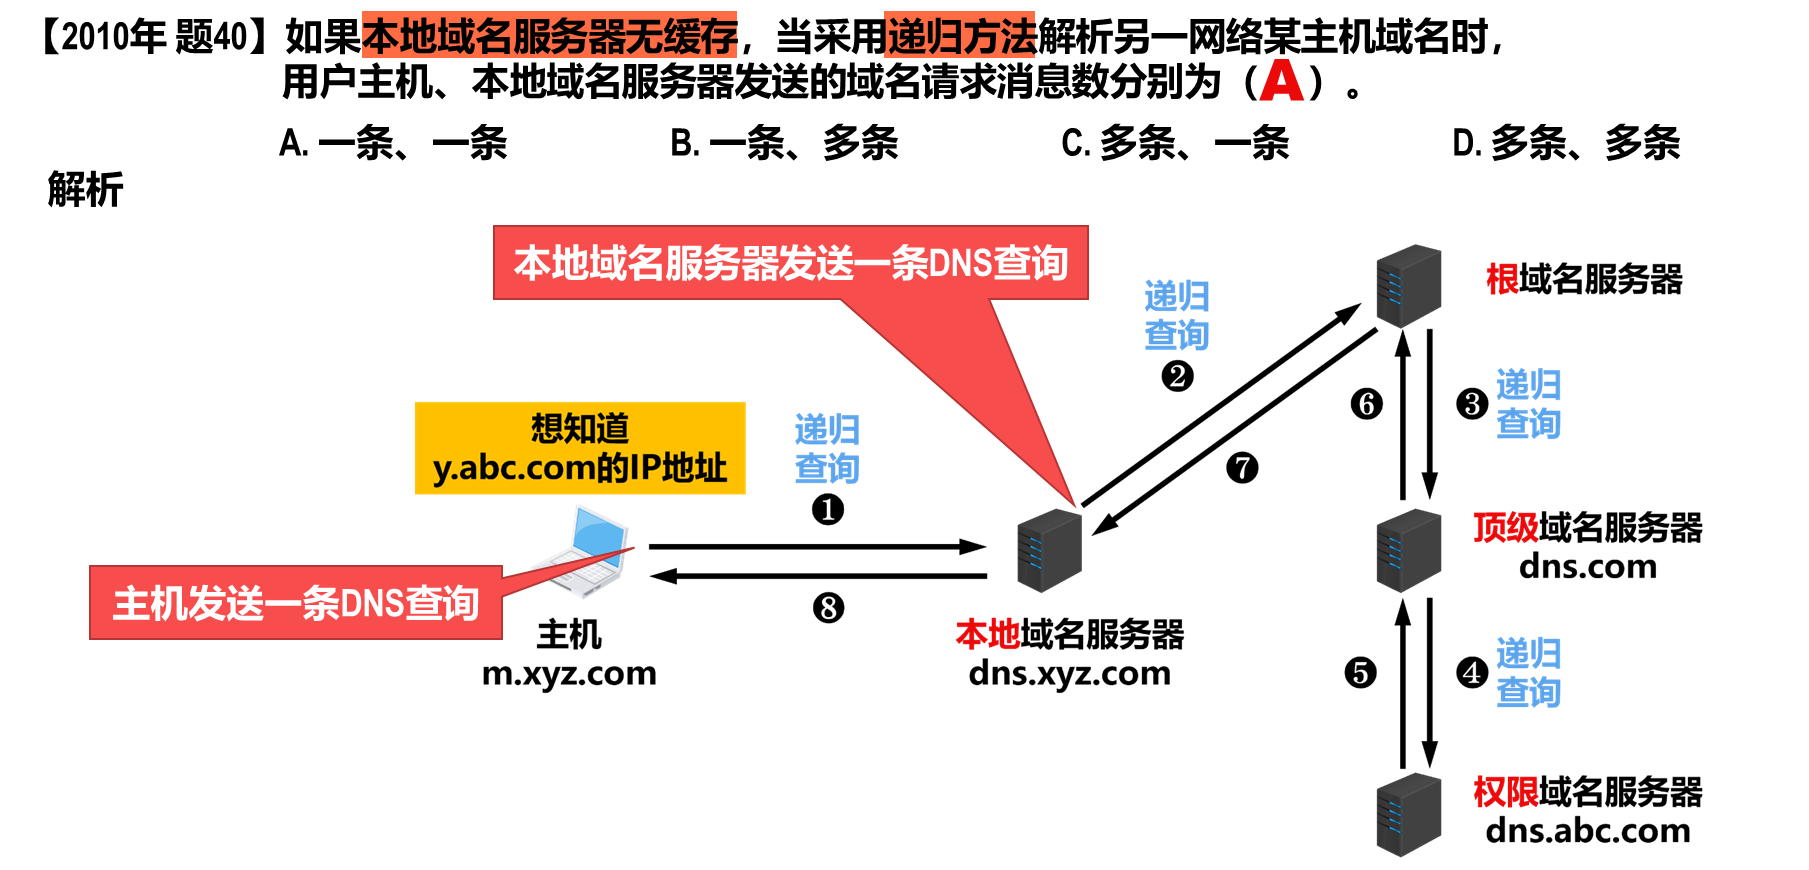 【2010年 题40】如果本地域名服务器无缓存，当采用递归方法解析另一网络某主机域名时，
用户主机、本地域名服务器发送的域名请求消息数分别为（A）。
A. 一条、一条 B. 一条、多条 C. 多条、一条 D. 多条、多条
解析
本地域名服务器发送一条DNS查询
递归
查询
❷
根域名服务器
想知道
y.abc.com的IP地址
递归
查询
❶
❼
❻
❸
递归
查询
主机发送一条DNS查询
❽
主机
m.xyz.com
本地域名服务器
dns.xyz.com
顶级域名服务器
dns.com
❺
❹
递归
查询
权限域名服务器
dns.abc.com